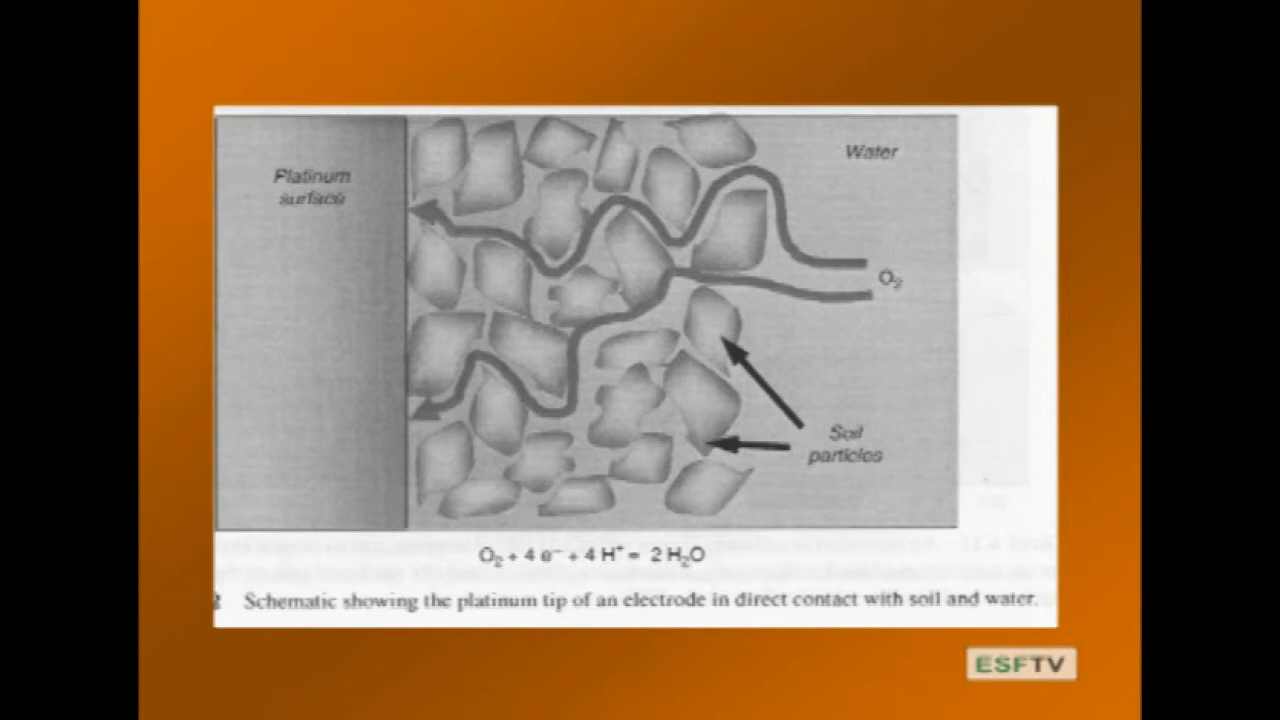 Platinum
surface
Water
O₂
Soil
particles
O₂ + 4 e⁻ + 4 H⁺ = 2 H₂O
Schematic showing the platinum tip of an electrode in direct contact with soil and water.
ESFTV